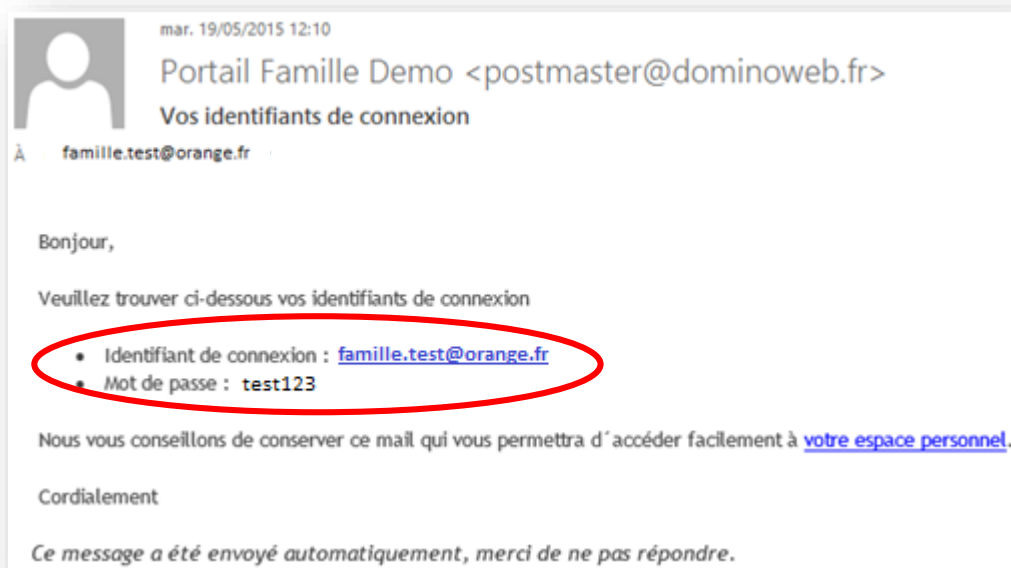 mar. 19/05/2015 12:10
Portail Famille Demo <postmaster@dominoweb.fr>
Vos identifiants de connexion
À famille.test@orange.fr
Bonjour,
Veuillez trouver ci-dessous vos identifiants de connexion
• Identifiant de connexion : famille.test@orange.fr
• Mot de passe : test123
Nous vous conseillons de conserver ce mail qui vous permettra d´accéder facilement à votre espace personnel.
Cordialement
Ce message a été envoyé automatiquement, merci de ne pas répondre.